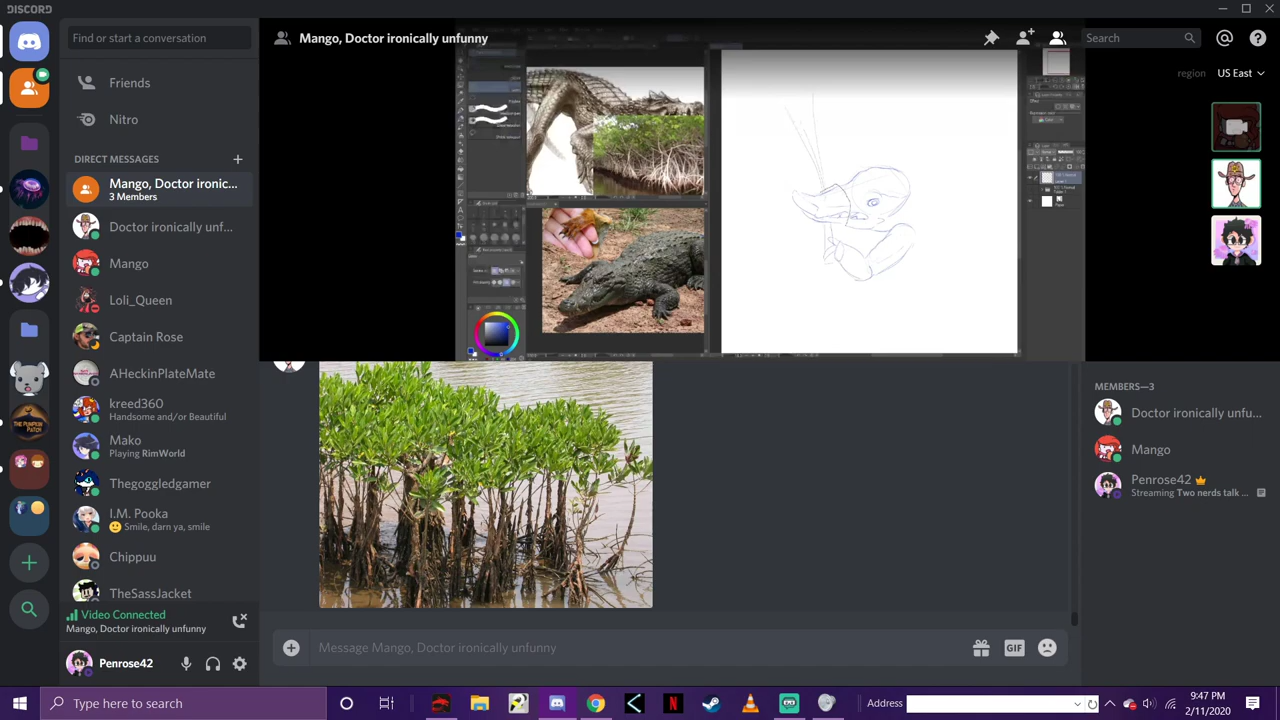 DISCORD
Find or start a conversation
Mango, Doctor ironically unfunny
Search
region US East
Friends
Nitro
DIRECT MESSAGES
Mango, Doctor ironic...
3 Members
Doctor ironically unf...
Mango
Loli_Queen
Captain Rose
AHeckinPlateMate
kreed360
Handsome and/or Beautiful
Mako
Playing RimWorld
Thegoggledgamer
I.M. Pooka
Smile, darn ya, smile
Chippuu
TheSassJacket
Video Connected
Mango, Doctor ironically unfunny
Penrose42
MEMBERS—3
Doctor ironically unfu...
Mango
Penrose42
Streaming Two nerds talk ...
Message Mango, Doctor ironically unfunny
GIF
Type here to search
Address
9:47 PM
2/11/2020